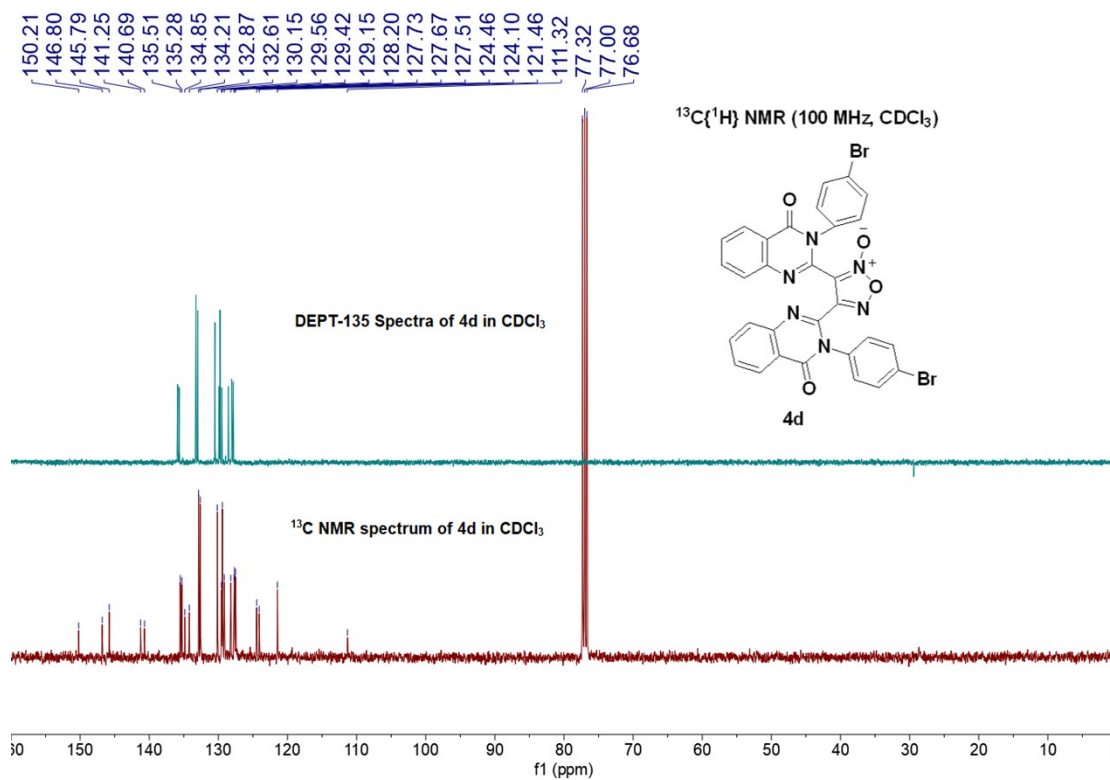 150.21
146.80
145.79
141.25
140.69
135.51
135.28
134.85
134.21
132.87
132.61
130.15
129.56
129.42
129.15
128.20
127.73
127.67
127.51
124.46
124.10
121.46
111.32
77.32
77.00
76.68
¹³C{¹H} NMR (100 MHz, CDCl₃)
Br
O
N
O⁻
N⁺
N
O
N
N
N
O
Br
4d
DEPT-135 Spectra of 4d in CDCl₃
¹³C NMR spectrum of 4d in CDCl₃
150 140 130 120 110 100 90 80 70 60 50 40 30 20 10
f1 (ppm)